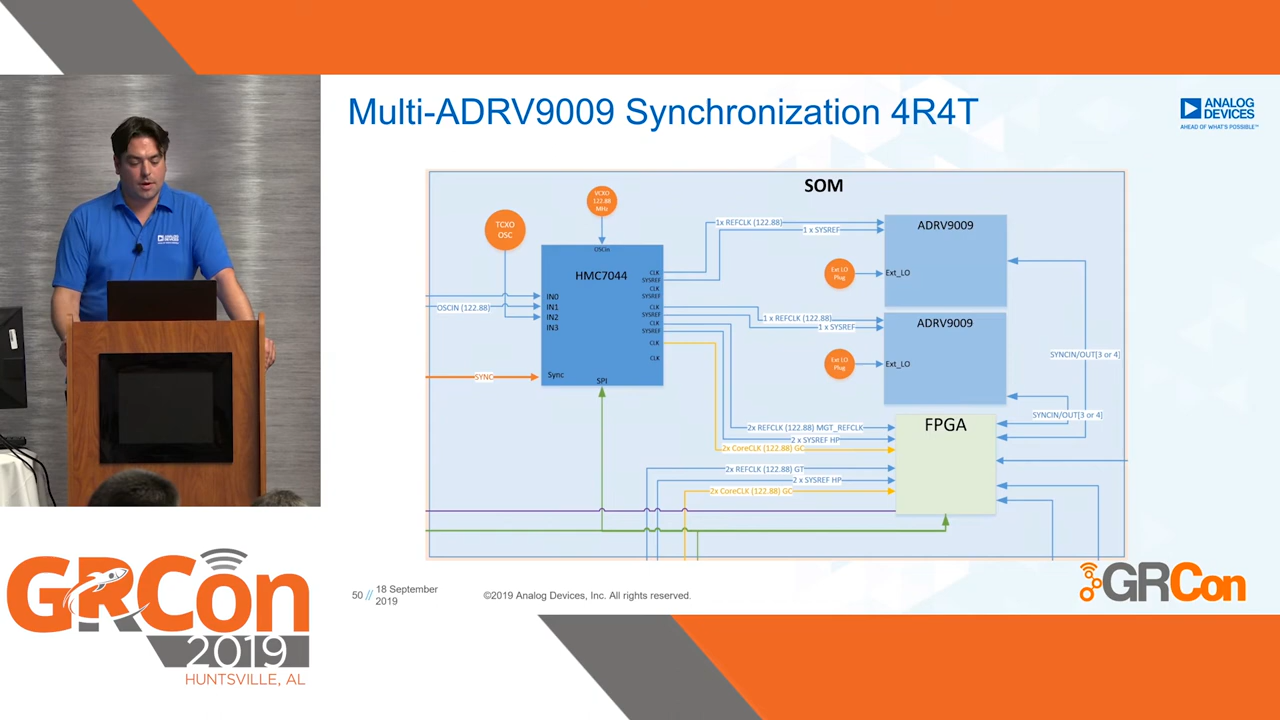 Multi-ADRV9009 Synchronization 4R4T
ANALOG
DEVICES
AHEAD OF WHAT'S POSSIBLE™
SOM
VCXO
122.88
MHz
TCXO
OSC
OSCin
HMC7044
IN0
IN1
IN2
IN3
Sync
SPI
CLK
SYSREF
CLK
SYSREF
CLK
SYSREF
CLK
SYSREF
CLK
CLK
OSCIN (122.88)
SYNC
1x REFCLK (122.88)
1 x SYSREF
ADRV9009
Ext LO
Plug
Ext_LO
1 x REFCLK (122.88)
1 x SYSREF
ADRV9009
Ext LO
Plug
Ext_LO
SYNCIN/OUT[3 or 4]
SYNCIN/OUT[3 or 4]
FPGA
2x REFCLK (122.88) MGT_REFCLK
2 x SYSREF HP
2x CoreCLK (122.88) GC
2x REFCLK (122.88) GT
2 x SYSREF HP
2x CoreCLK (122.88) GC
50 // 18 September
2019
©2019 Analog Devices, Inc. All rights reserved.
GRCon
GRCon
2019
HUNTSVILLE, AL